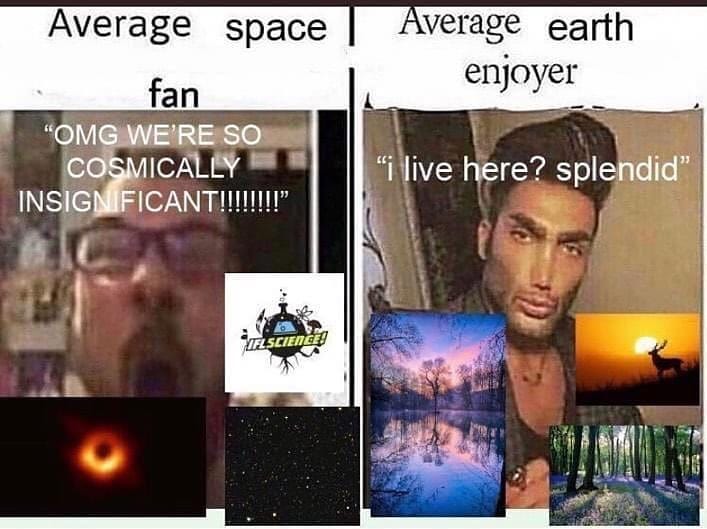 Average space
fan
Average earth
enjoyer
“OMG WE’RE SO
COSMICALLY
INSIGNIFICANT!!!!!!!!”
“i live here? splendid”
IFLSCIENCE!